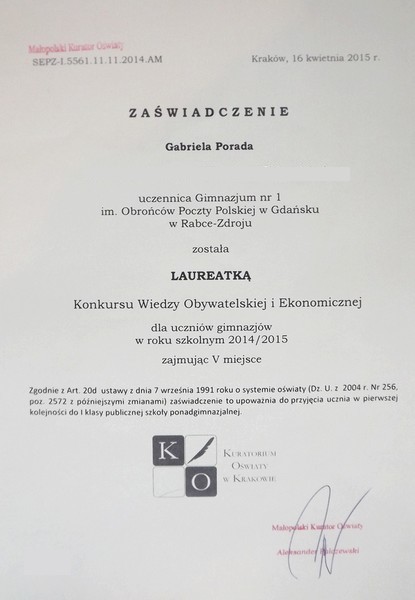 Małopolski Kurator Oświaty
SEPZ-I.5561.11.11.2014.AM
Kraków, 16 kwietnia 2015 r.
ZAŚWIADCZENIE
Gabriela Porada
uczennica Gimnazjum nr 1
im. Obrońców Poczty Polskiej w Gdańsku
w Rabce-Zdroju
została
LAUREATKĄ
Konkursu Wiedzy Obywatelskiej i Ekonomicznej
dla uczniów gimnazjów
w roku szkolnym 2014/2015
zajmując V miejsce
Zgodnie z Art. 20d ustawy z dnia 7 września 1991 roku o systemie oświaty (Dz. U. z 2004 r. Nr 256,
poz. 2572 z późniejszymi zmianami) zaświadczenie to upoważnia do przyjęcia ucznia w pierwszej
kolejności do I klasy publicznej szkoły ponadgimnazjalnej.
K
O
KURATORIUM
OŚWIATY
W KRAKOWIE
Małopolski Kurator Oświaty
Aleksander Palczewski